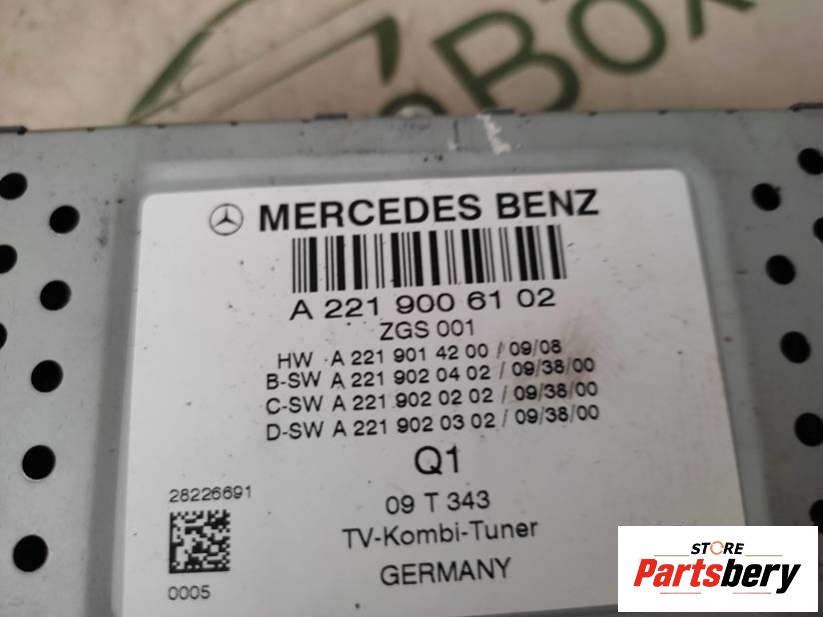 BOX
MERCEDES BENZ
A 221 900 61 02
ZGS 001
HW A 221 901 42 00 / 09/08
B-SW A 221 902 04 02 / 09/38/00
C-SW A 221 902 02 02 / 09/38/00
D-SW A 221 902 03 02 / 09/38/00
Q1
28226691
09 T 343
TV-Kombi-Tuner
0005
GERMANY
STORE
Partsbery